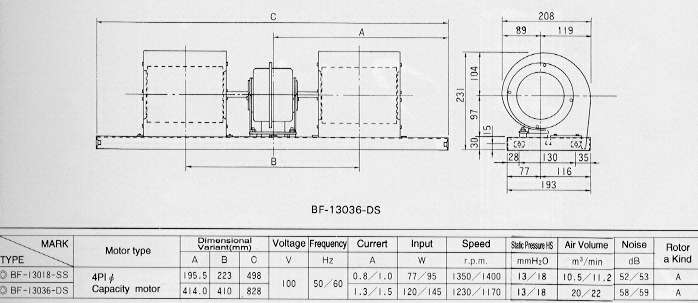 C
A
B
208
89 119
104
231
97
15
30
28 130 35
77 116
193
BF-13036-DS
MARK
TYPE
Motor type
Dimensional Variant(mm)
A B C
Voltage V
Frequency Hz
Currert A
Input W
Speed r.p.m.
Static Pressure HS mmH2O
Air Volume m³/min
Noise dB
Rotor a Kind
◎ BF-13018-SS 195.5 223 498 0.8/1.0 77/95 1350/1400 13/18 10.5/11.2 52/53 A
4PIφ Capacity motor 100 50/60
◎ BF-13036-DS 414.0 410 828 1.3/1.5 120/145 1230/1170 13/18 20/22 58/59 A